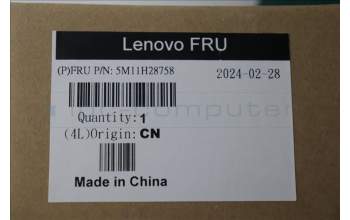 Lenovo FRU
(P)FRU P/N: 5M11H28758
2024-02-28
Quantity: 1
(4L)Origin: CN
Made in China